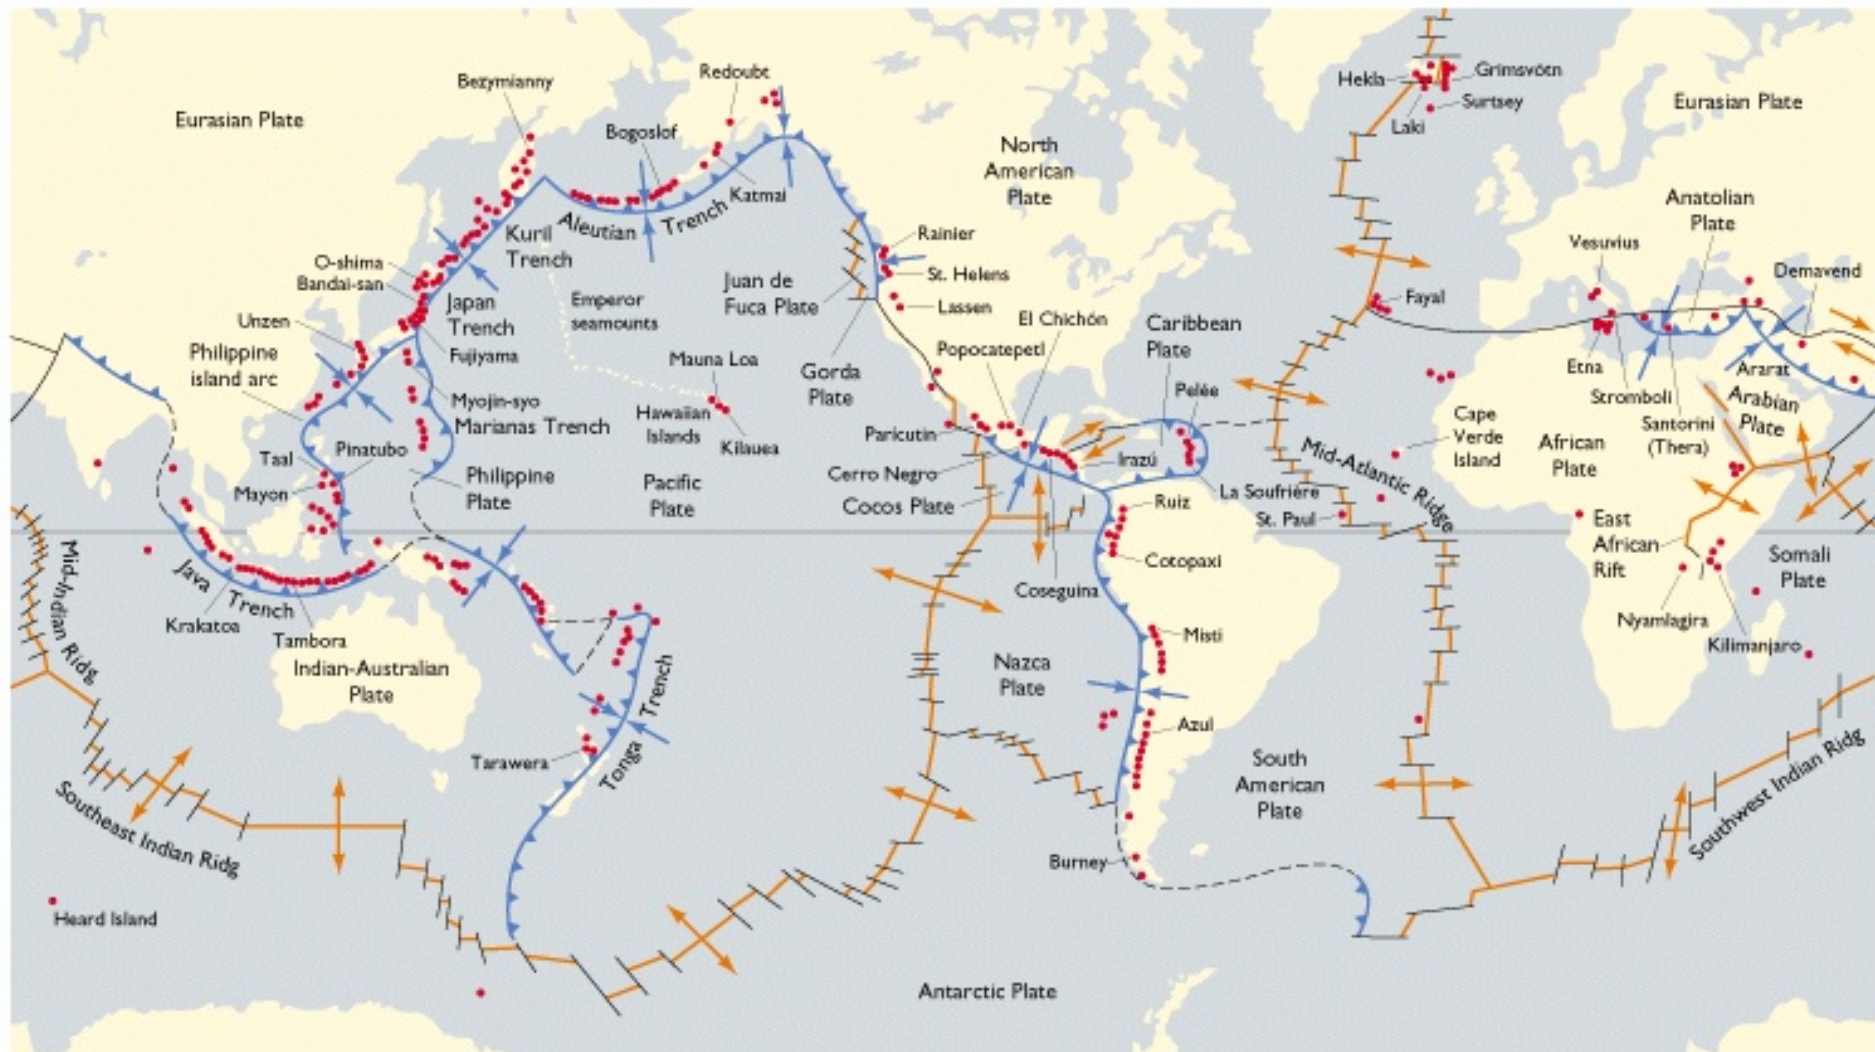 Redoubt
Bezymianny
Hekla
Grimsvötn
Eurasian Plate
Surtsey
Eurasian Plate
Bogoslof
Laki
North
American
Plate
Katmai
Anatolian
Plate
Aleutian Trench
Kuril
Trench
Rainier
Vesuvius
O-shima
Bandai-san
Juan de
Fuca Plate
St. Helens
Demavend
Japan
Trench
Emperor
seamounts
Lassen
Fayal
Unzen
El Chichón
Caribbean
Plate
Philippine
island arc
Fujiyama
Mauna Loa
Popocatepetl
Gorda
Plate
Etna
Ararat
Pelée
Stromboli
Arabian
Plate
Myojin-syo
Marianas Trench
Hawaiian
Islands
Paricutin
Cape
Verde
Island
African
Plate
Santorini
(Thera)
Pinatubo
Kilauea
Taal
Irazú
Mid-Atlantic Ridge
Mayon
Philippine
Plate
Pacific
Plate
Cerro Negro
Cocos Plate
La Soufrière
Ruiz
St. Paul
East
African
Rift
Mid-Indian Ridg
Java Trench
Cotopaxi
Somali
Plate
Coseguina
Krakatoa
Tambora
Nyamlagira
Misti
Kilimanjaro
Indian-Australian
Plate
Nazca
Plate
Tonga Trench
Azul
Tarawera
South
American
Plate
Southeast Indian Ridg
Southwest Indian Ridg
Burney
Heard Island
Antarctic Plate